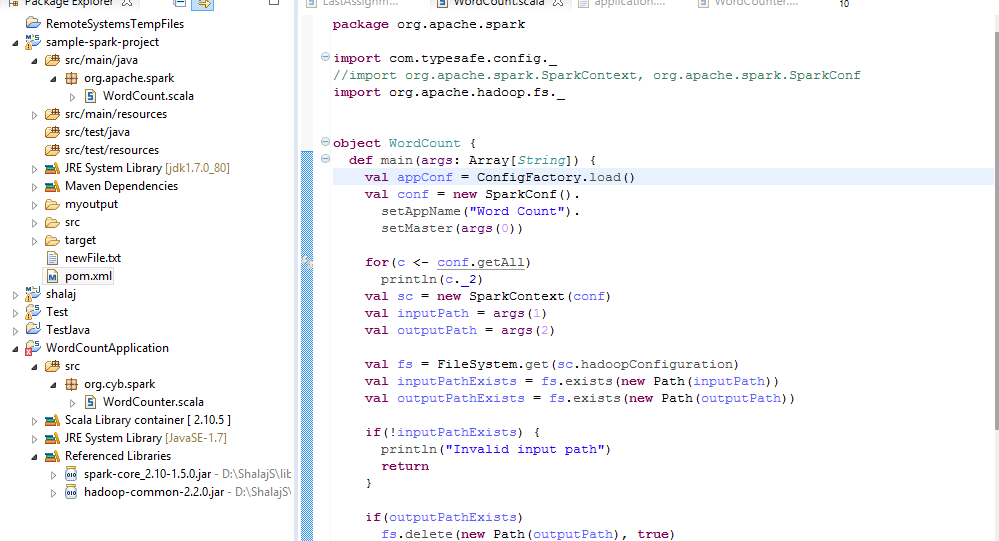 Package Explorer
RemoteSystemsTempFiles
sample-spark-project
src/main/java
org.apache.spark
WordCount.scala
src/main/resources
src/test/java
src/test/resources
JRE System Library [jdk1.7.0_80]
Maven Dependencies
myoutput
src
target
newFile.txt
pom.xml
shalaj
Test
TestJava
WordCountApplication
src
org.cyb.spark
WordCounter.scala
Scala Library container [ 2.10.5 ]
JRE System Library [JavaSE-1.7]
Referenced Libraries
spark-core_2.10-1.5.0.jar - D:\ShalajS\lib
hadoop-common-2.2.0.jar - D:\ShalajS\
LastAssignm... WordCount.scala application.... WordCounter.... 10
package org.apache.spark
import com.typesafe.config._
//import org.apache.spark.SparkContext, org.apache.spark.SparkConf
import org.apache.hadoop.fs._
object WordCount {
def main(args: Array[String]) {
val appConf = ConfigFactory.load()
val conf = new SparkConf().
setAppName("Word Count").
setMaster(args(0))
for(c <- conf.getAll)
println(c._2)
val sc = new SparkContext(conf)
val inputPath = args(1)
val outputPath = args(2)
val fs = FileSystem.get(sc.hadoopConfiguration)
val inputPathExists = fs.exists(new Path(inputPath))
val outputPathExists = fs.exists(new Path(outputPath))
if(!inputPathExists) {
println("Invalid input path")
return
}
if(outputPathExists)
fs.delete(new Path(outputPath), true)